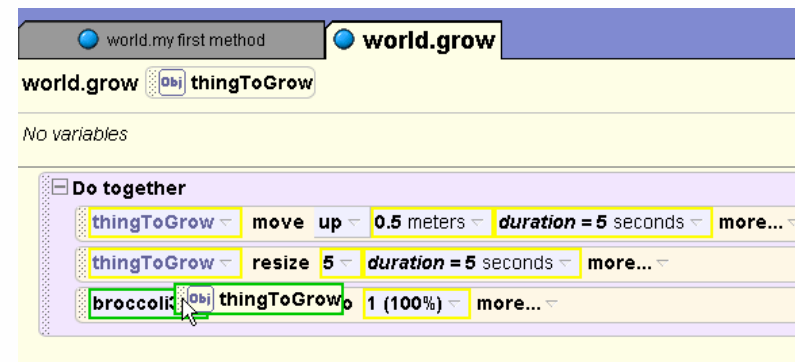 world.my first method
world.grow
world.grow Obj thingToGrow
No variables
Do together
thingToGrow move up 0.5 meters duration = 5 seconds more...
thingToGrow resize 5 duration = 5 seconds more...
broccoli Obj thingToGrow 1 (100%) more...